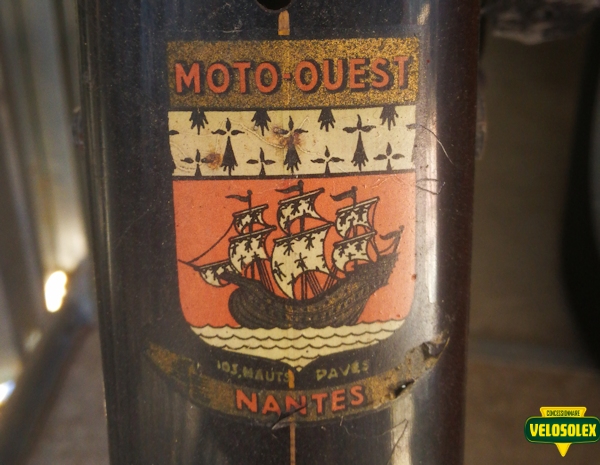 MOTO-OUEST
103, HAUTS PAVÉS
NANTES
CONCESSIONNAIRE
VELOSOLEX